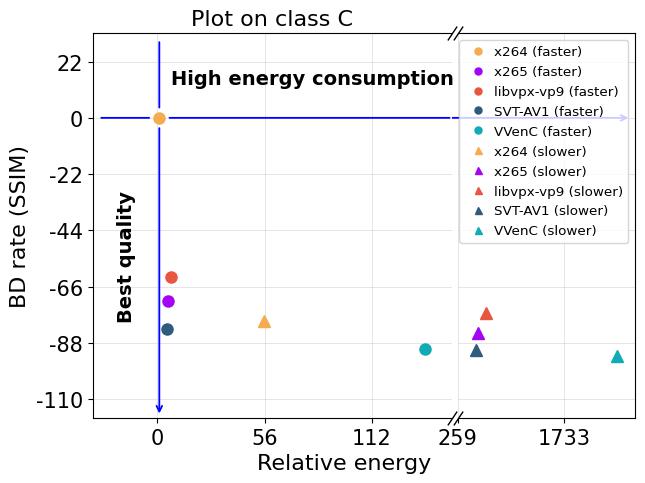 Plot on class C
High energy consumption
Best quality
BD rate (SSIM)
22
0
-22
-44
-66
-88
-110
x264 (faster)
x265 (faster)
libvpx-vp9 (faster)
SVT-AV1 (faster)
VVenC (faster)
x264 (slower)
x265 (slower)
libvpx-vp9 (slower)
SVT-AV1 (slower)
VVenC (slower)
0 56 112 259 1733
Relative energy